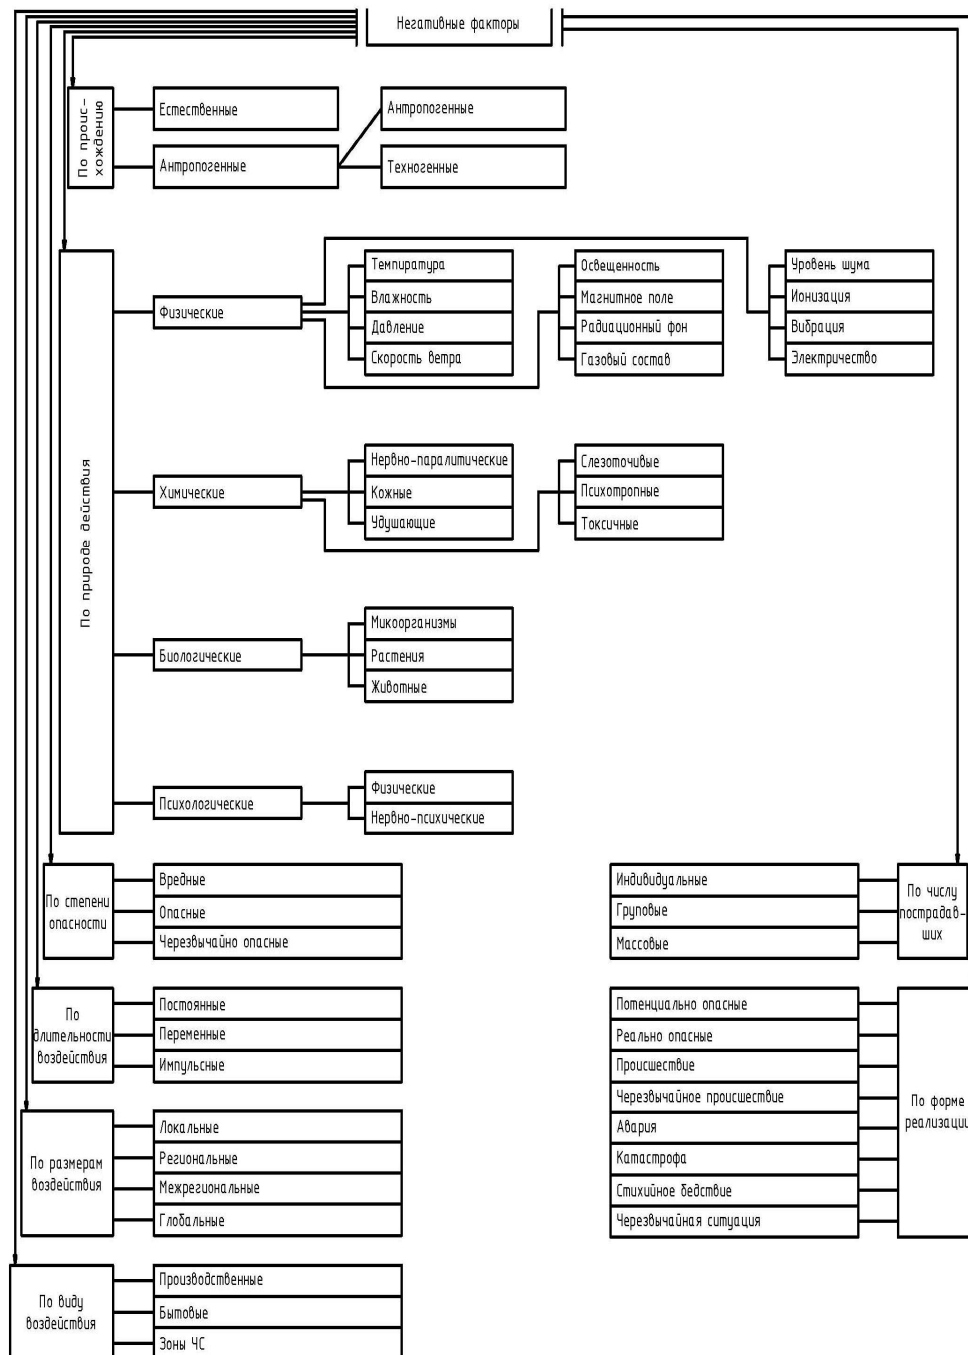 Негативные факторы
По проис-
хождению
Естественные
Антропогенные
Антропогенные
Техногенные
По природе действия
Физические
Темпиратура
Влажность
Давление
Скорость ветра
Освещенность
Магнитное поле
Радиационный фон
Газовый состав
Уровень шума
Ионизация
Вибрация
Электричество
Химические
Нервно-паралитические
Кожные
Удушающие
Слезоточивые
Психотропные
Токсичные
Биологические
Микоорганизмы
Растения
Животные
Психологические
Физические
Нервно-психические
По степени
опасности
Вредные
Опасные
Черезвычайно опасные
По
длительности
воздействия
Постоянные
Переменные
Импульсные
По размерам
воздействия
Локальные
Региональные
Межрегиональные
Глобальные
По виду
воздействия
Производственные
Бытовые
Зоны ЧС
Индивидуальные
Груповые
Массовые
По числу
пострадав-
ших
Потенциально опасные
Реально опасные
Происшествие
Черезвычайное происшествие
Авария
Катастрофа
Стихийное бедствие
Черезвычайная ситуация
По форме
реализации